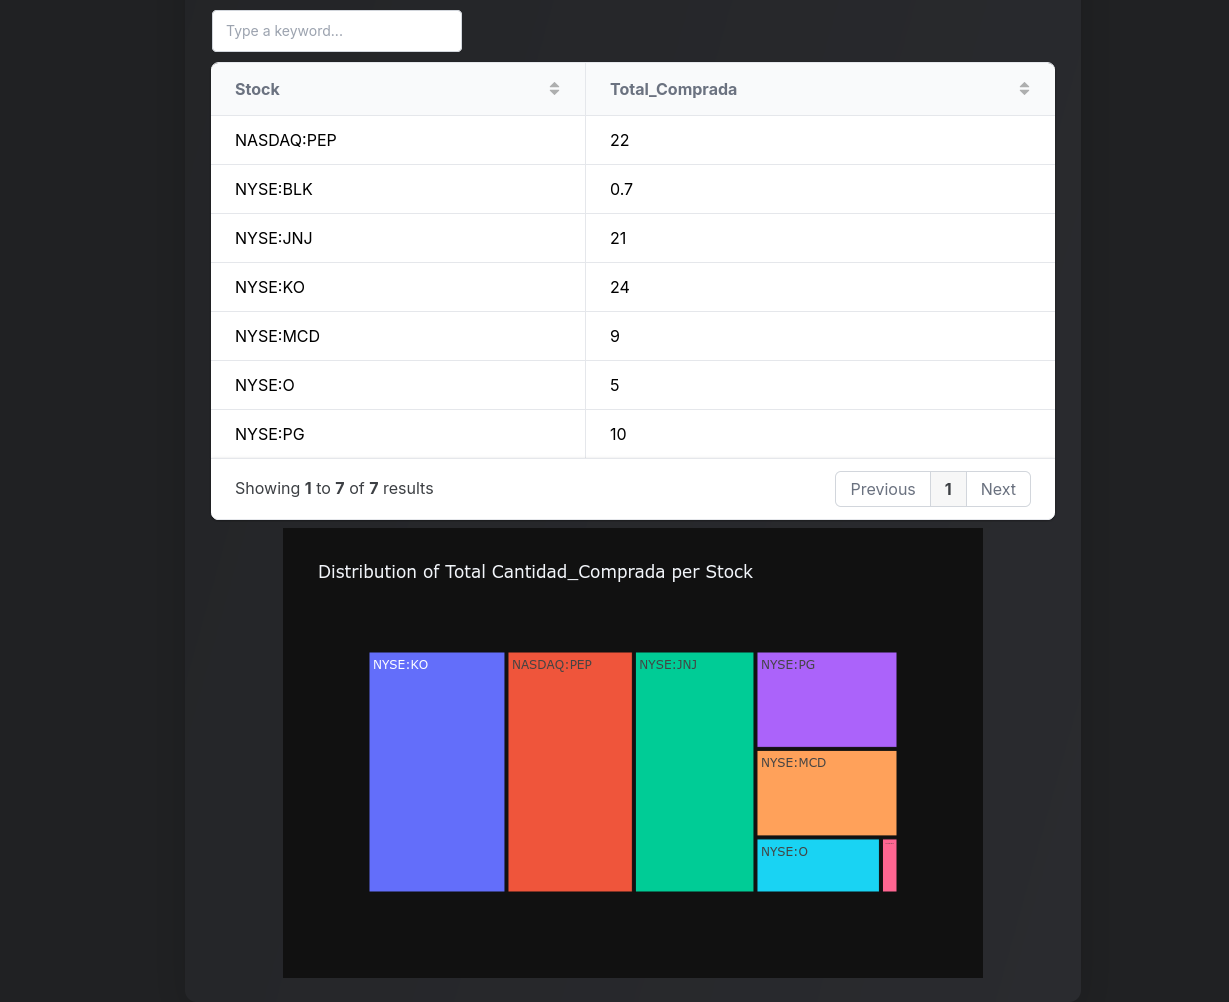 Type a keyword...
Stock Total_Comprada
NASDAQ:PEP 22
NYSE:BLK 0.7
NYSE:JNJ 21
NYSE:KO 24
NYSE:MCD 9
NYSE:O 5
NYSE:PG 10
Showing 1 to 7 of 7 results Previous 1 Next
Distribution of Total Cantidad_Comprada per Stock
NYSE:KO NASDAQ:PEP NYSE:JNJ NYSE:PG
NYSE:MCD
NYSE:O